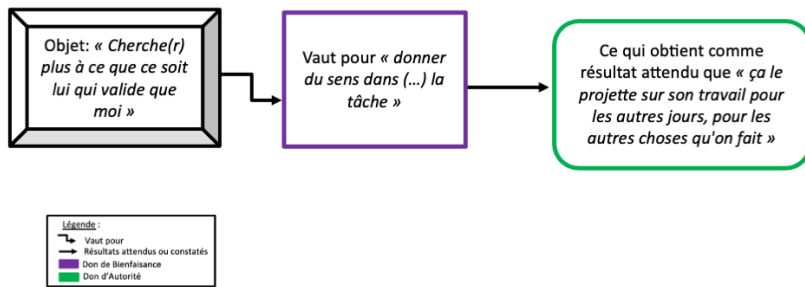 Objet: « Cherche(r)
plus à ce que ce soit
lui qui valide que
moi »
Vaut pour « donner
du sens dans (...) la
tâche »
Ce qui obtient comme
résultat attendu que « ça le
projette sur son travail pour
les autres jours, pour les
autres choses qu'on fait »
Légende :
Vaut pour
Résultats attendus ou constatés
Don de Bienfaisance
Don d'Autorité